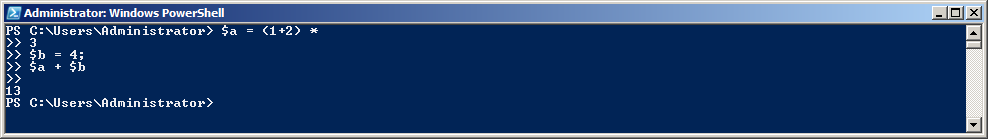 Administrator: Windows PowerShell
PS C:\Users\Administrator> $a = (1+2) *
>> 3
>> $b = 4;
>> $a + $b
>>
13
PS C:\Users\Administrator>